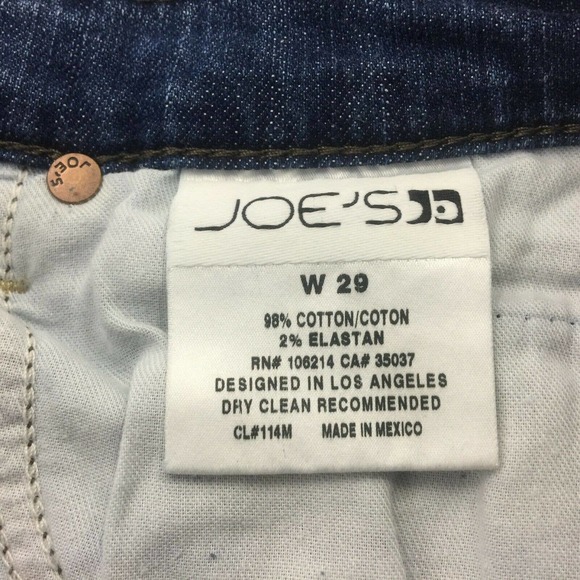 JOE'S
JOE'S
W 29
98% COTTON/COTON
2% ELASTAN
RN# 106214 CA# 35037
DESIGNED IN LOS ANGELES
DRY CLEAN RECOMMENDED
CL#114M MADE IN MEXICO